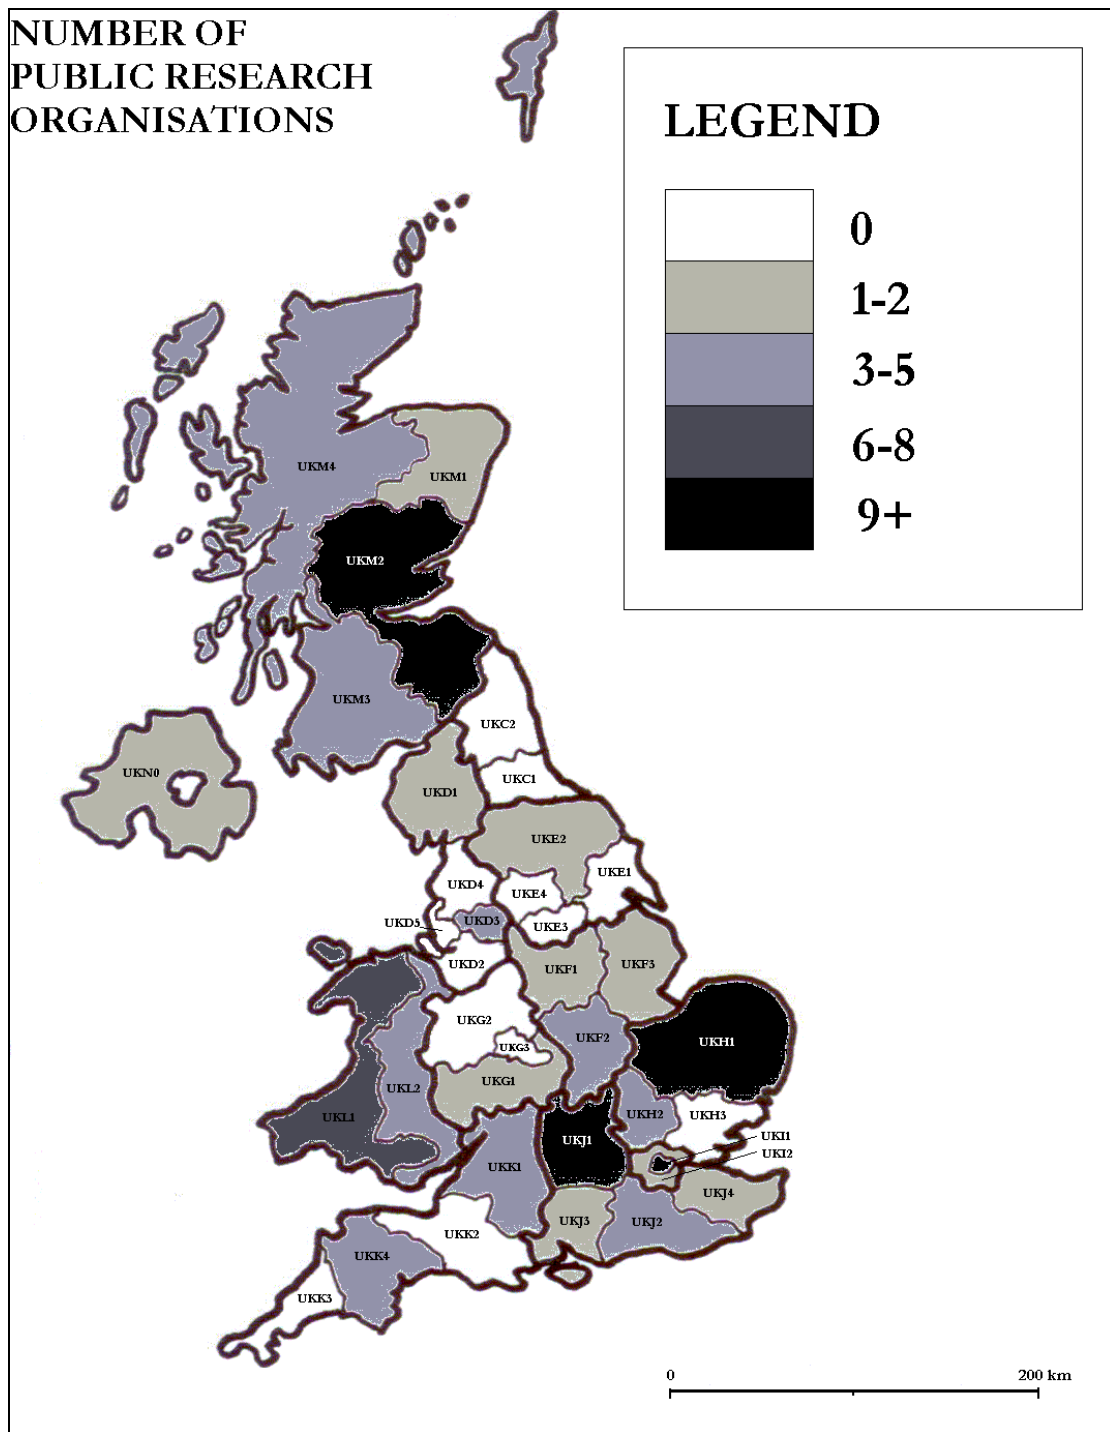 NUMBER OF
PUBLIC RESEARCH
ORGANISATIONS
LEGEND
0
1-2
3-5
6-8
9+
UKM4
UKM1
UKM2
UKM3
UKC2
UKC1
UKN0
UKD1
UKE2
UKE1
UKD4
UKE4
UKD5
UKD3
UKE3
UKD2
UKF1
UKF3
UKG2
UKG3
UKF2
UKH1
UKG1
UKL2
UKL1
UKH2
UKH3
UKJ1
UKI1
UKI2
UKK1
UKJ4
UKJ3
UKJ2
UKK2
UKK4
UKK3
0
200 km